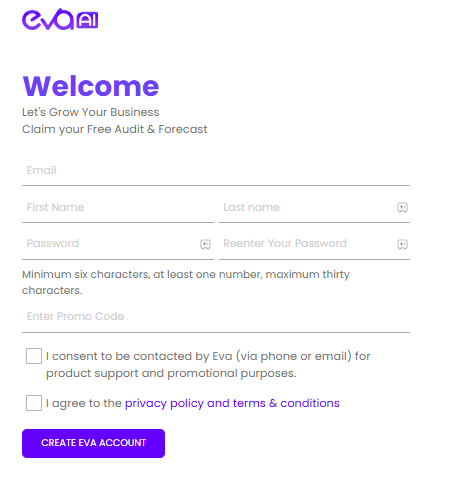 eva AI
Welcome
Let's Grow Your Business
Claim your Free Audit & Forecast
Email
First Name Last name
Password Reenter Your Password
Minimum six characters, at least one number, maximum thirty
characters.
Enter Promo Code
I consent to be contacted by Eva (via phone or email) for
product support and promotional purposes.
I agree to the privacy policy and terms & conditions
CREATE EVA ACCOUNT